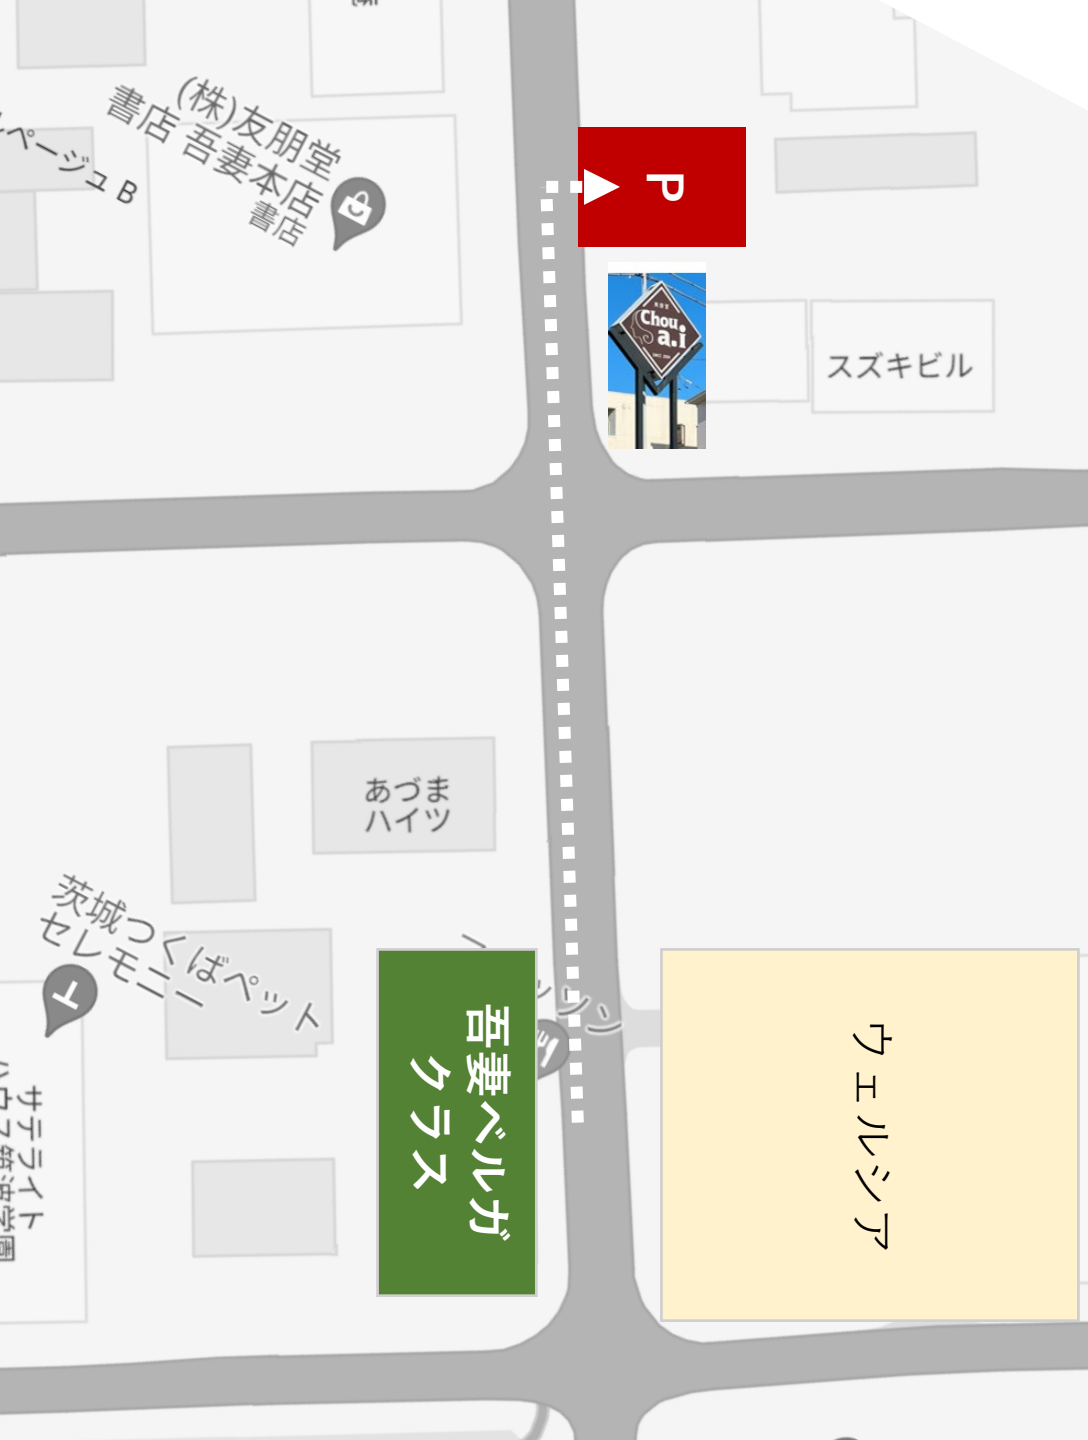 (株)友朋堂
書店 吾妻本店
書店
ページュ B
P
Chou
a.i
スズキビル
あづま
ハイツ
茨城つくばペット
セレモニー
吾妻ベルガ
クラス
ウェルシア
サテライト